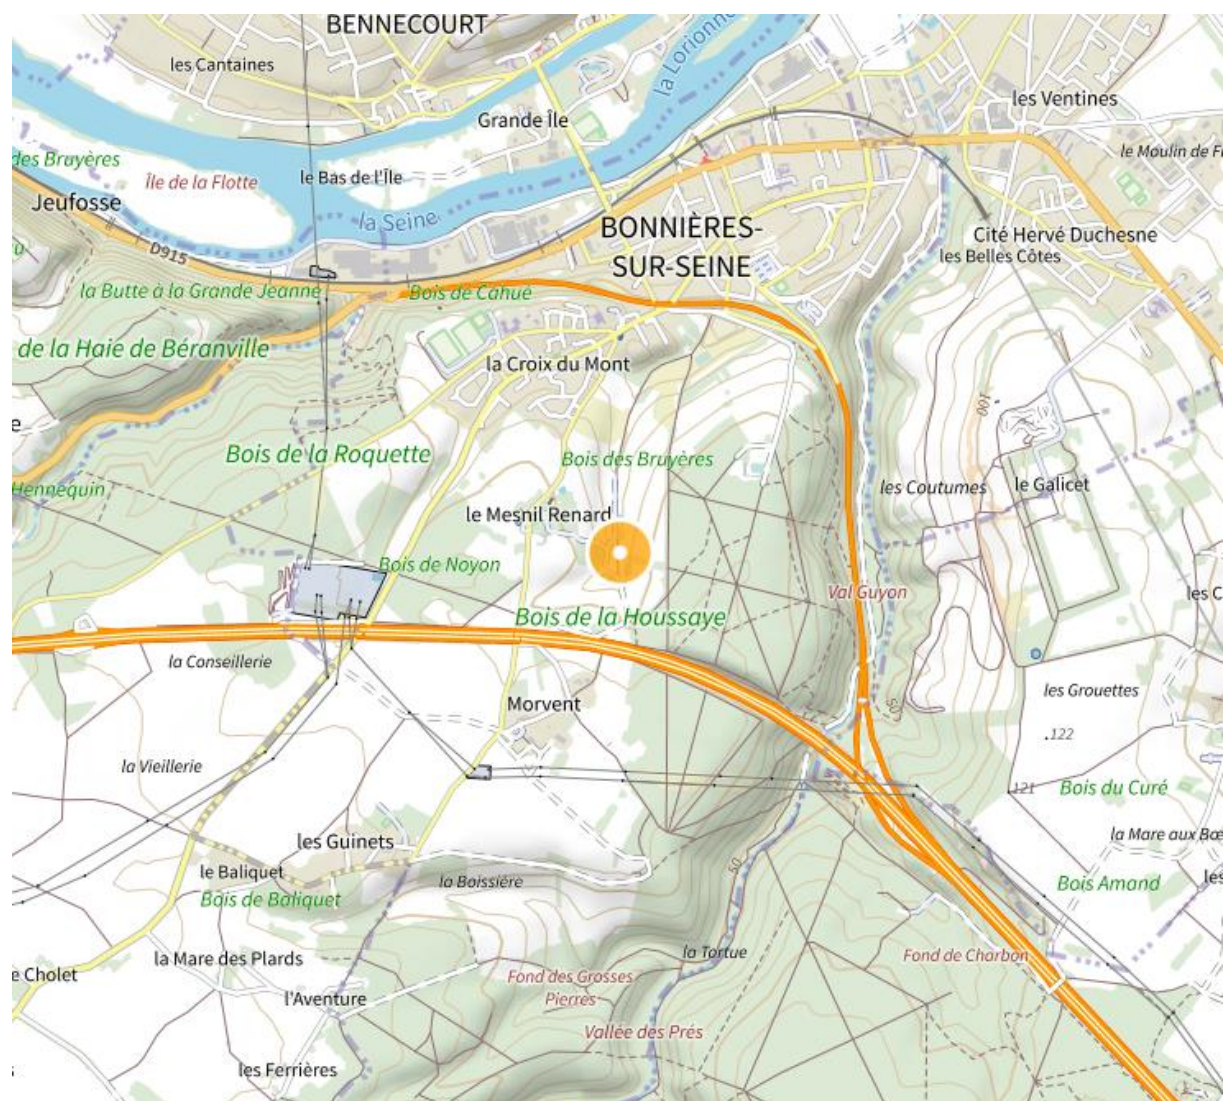 BENNECOURT
les Cantaines
la Lorionne
les Ventines
Grande Île
des Bruyères
le Moulin de
Île de la Flotte
le Bas de l'Île
Jeufosse
la Seine
BONNIÈRES-
SUR-SEINE
Cité Hervé Duchesne
D915
les Belles Côtes
la Butte à la Grande Jeanne
Bois de Cahué
de la Haie de Béranville
la Croix du Mont
100
Bois de la Roquette
Bois des Bruyères
Hennequin
les Coutumes
le Galicet
le Mesnil Renard
Bois de Noyon
Val Guyon
les C
Bois de la Houssaye
la Conseillerie
les Grouettes
Morvent
105
122
la Vieillerie
121
Bois du Curé
la Mare aux Bœ
les Guinets
50
le Baliquet
la Boissière
Bois Amand
les
Bois de Baliquet
la Tortue
Fond de Charbon
la Mare des Plards
e Cholet
Fond des Grosses
Pierres
l'Aventure
Vallée des Prés
les Ferrières